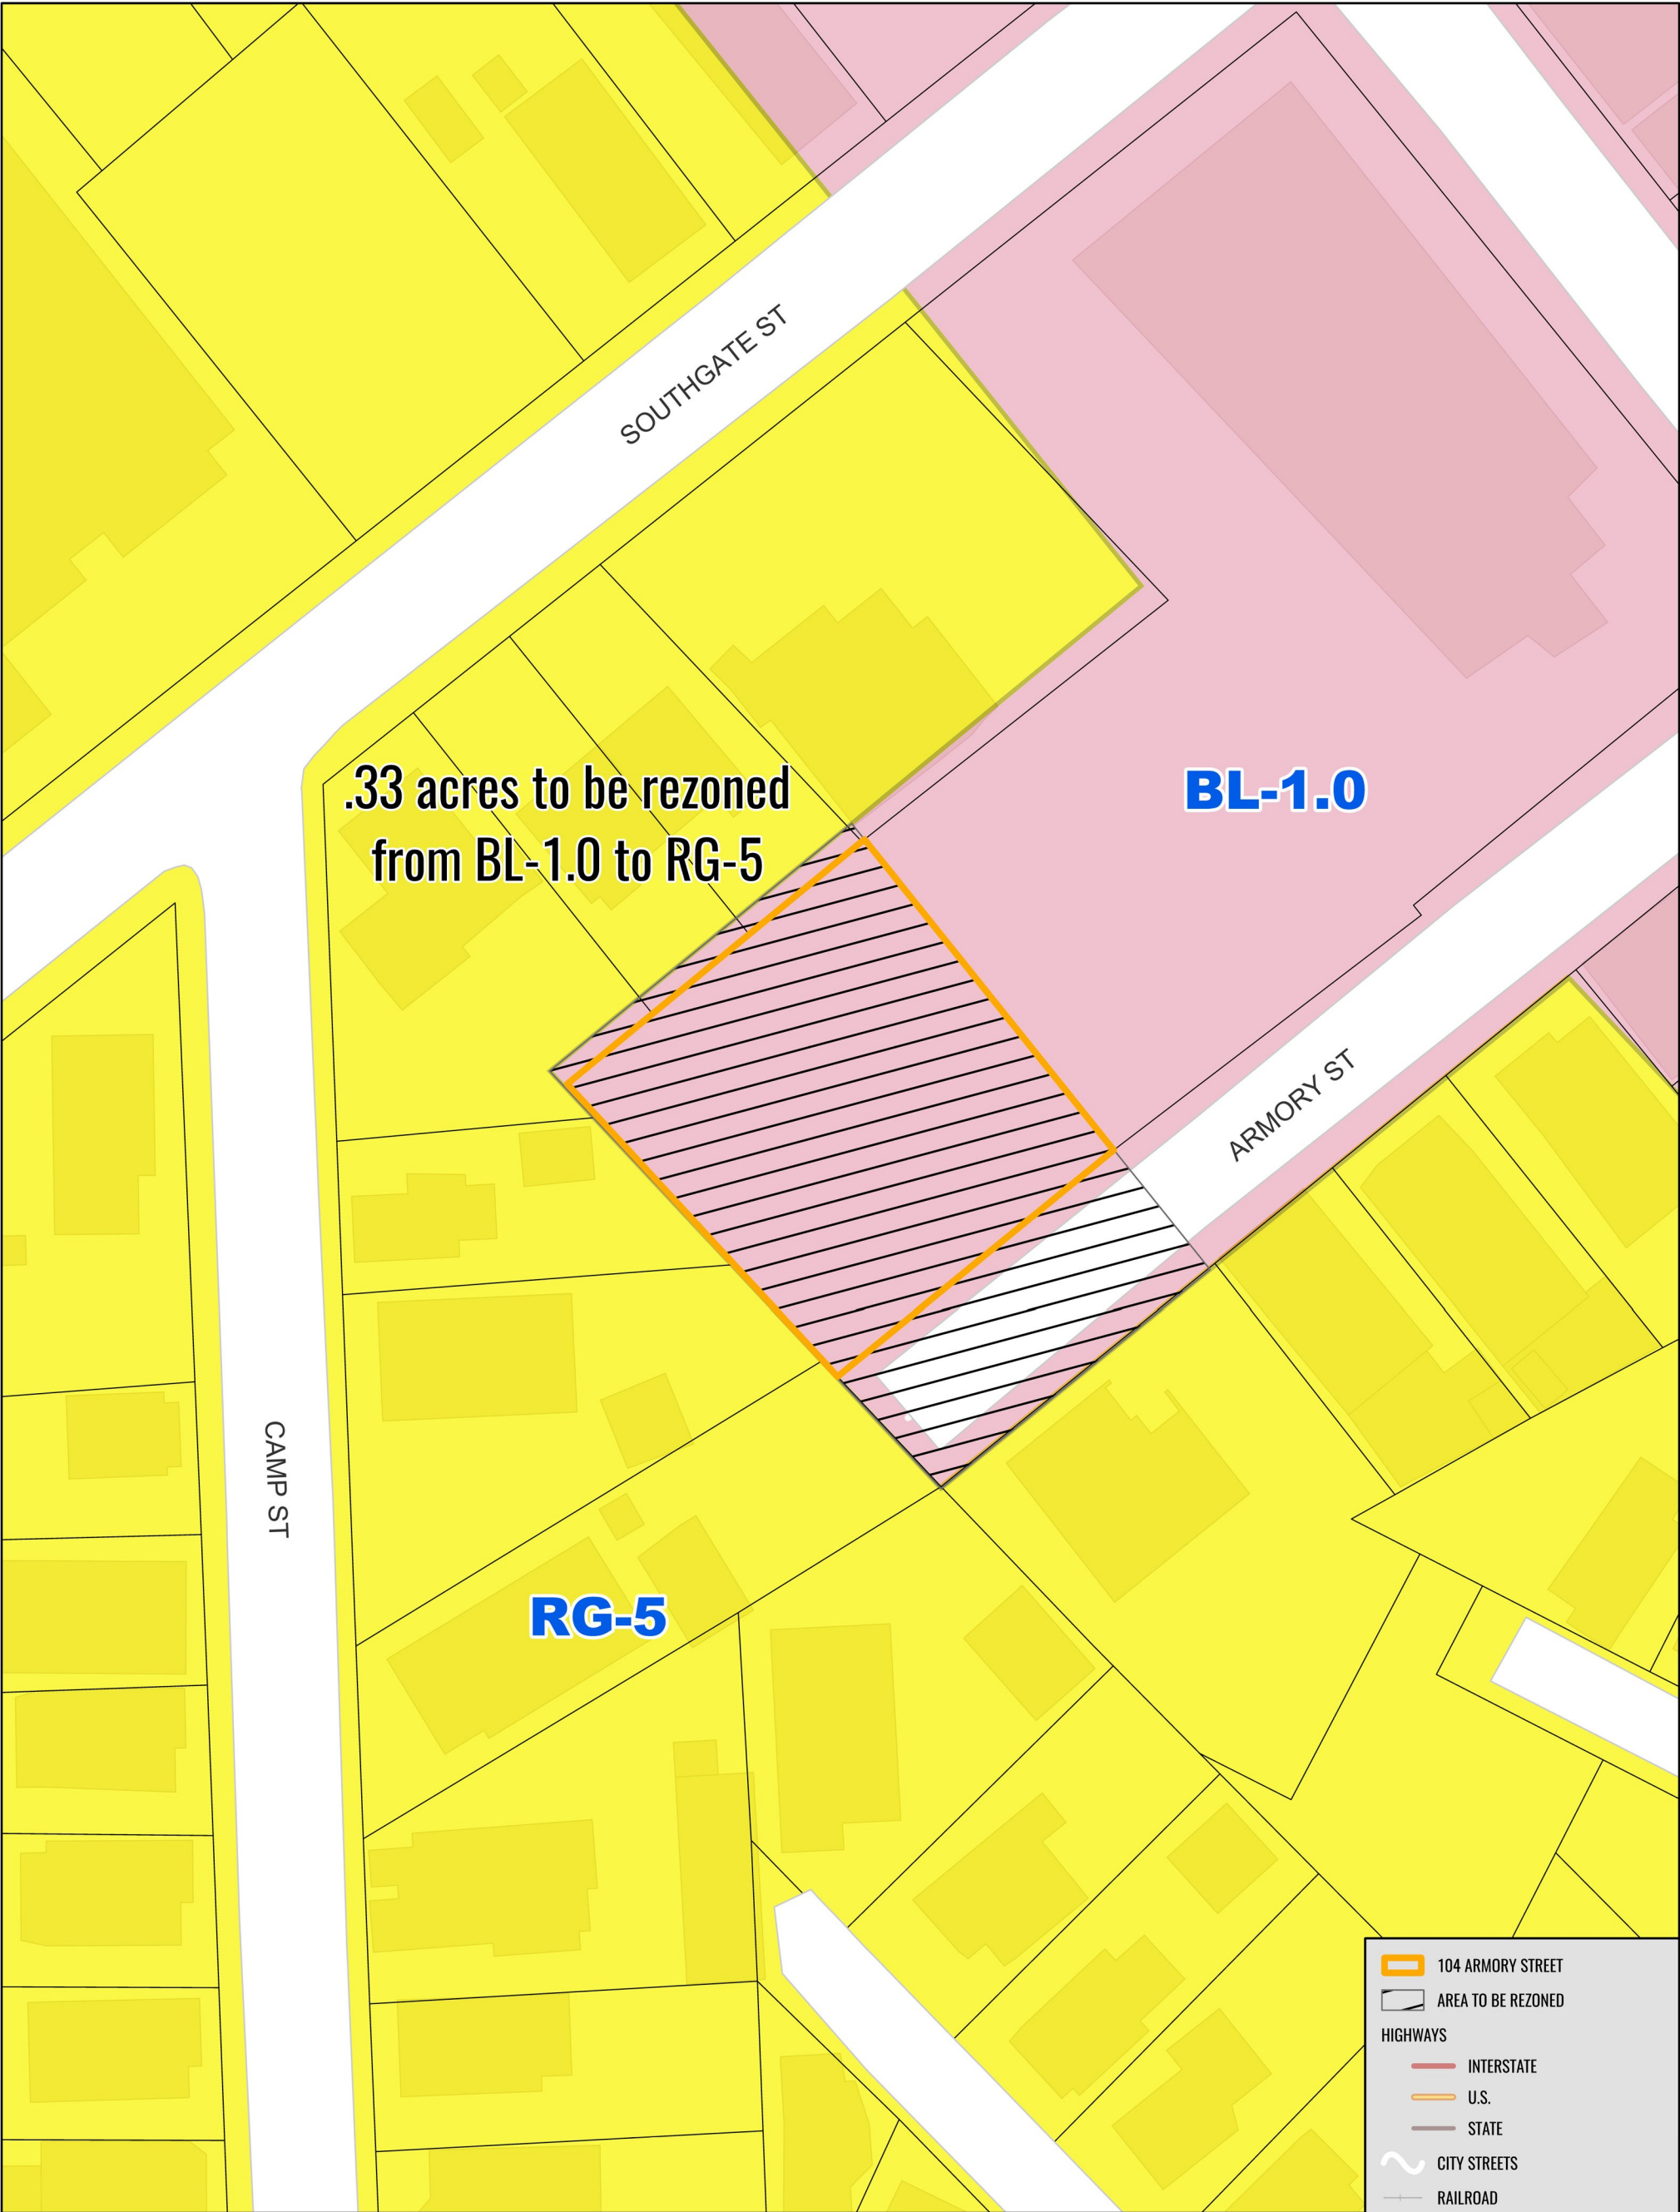 SOUTHGATE ST
.33 acres to be rezoned
from BL-1.0 to RG-5
BL-1.0
ARMORY ST
CAMP ST
RG-5
104 ARMORY STREET
AREA TO BE REZONED
HIGHWAYS
INTERSTATE
U.S.
STATE
CITY STREETS
RAILROAD